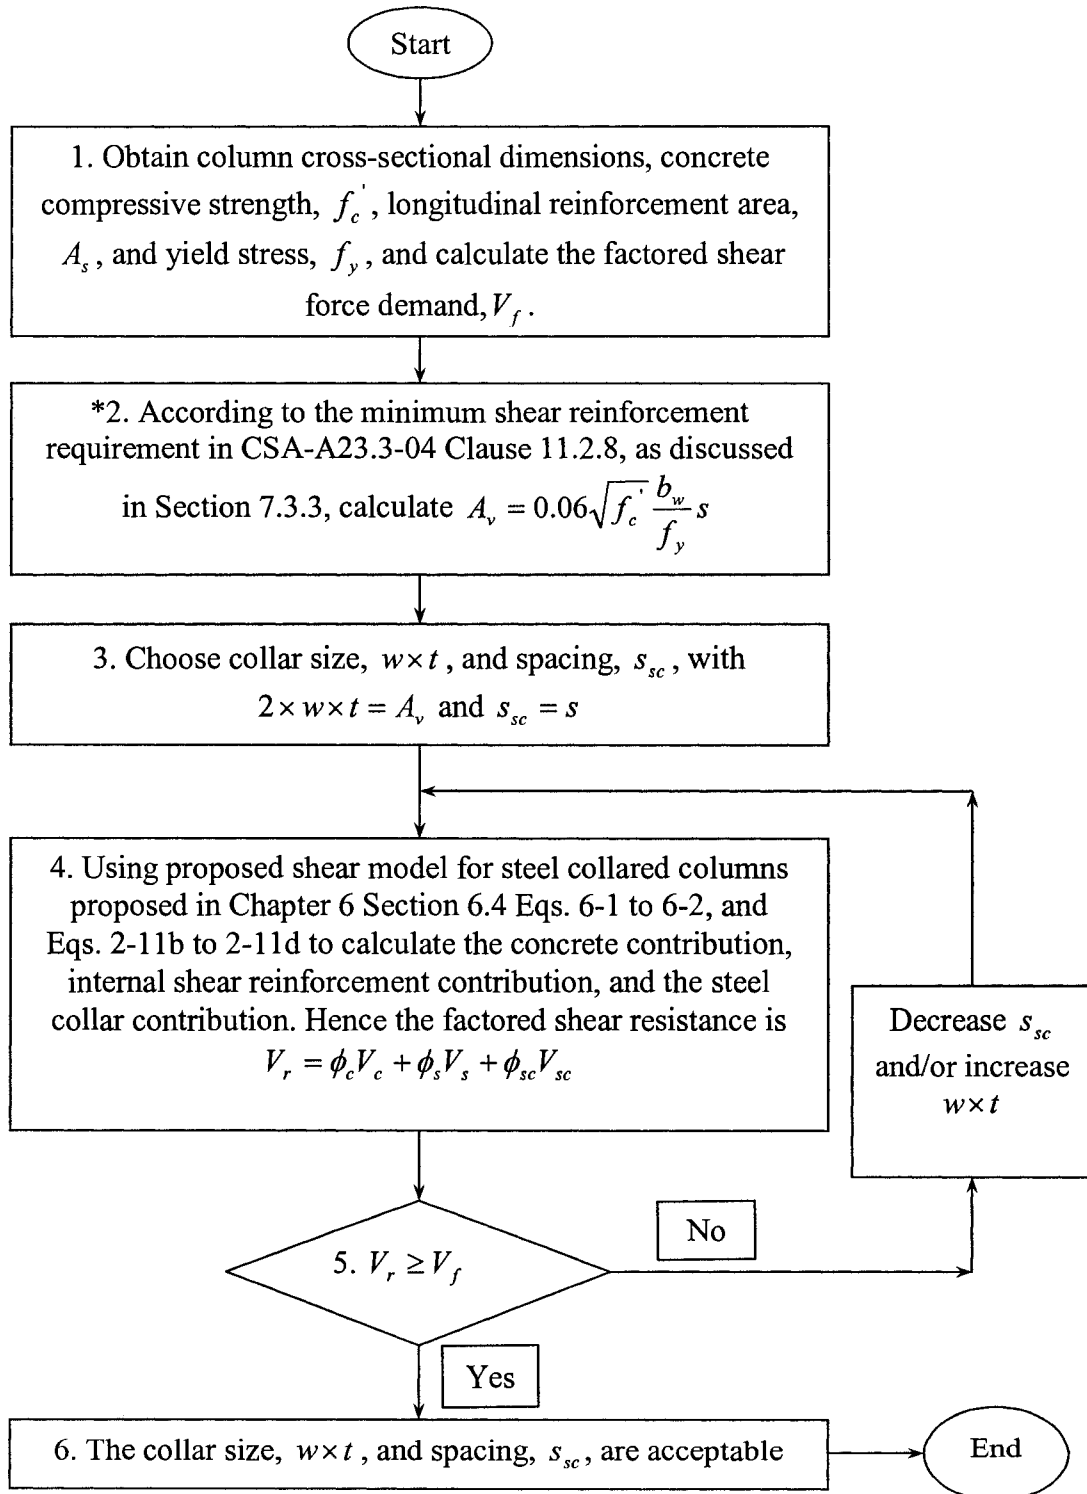 Start
1. Obtain column cross-sectional dimensions, concrete
compressive strength, f_c', longitudinal reinforcement area,
A_s, and yield stress, f_y, and calculate the factored shear
force demand, V_f.
*2. According to the minimum shear reinforcement
requirement in CSA-A23.3-04 Clause 11.2.8, as discussed
in Section 7.3.3, calculate A_v = 0.06√(f_c') (b_w/f_y) s
3. Choose collar size, w×t, and spacing, s_sc, with
2×w×t = A_v and s_sc = s
4. Using proposed shear model for steel collared columns
proposed in Chapter 6 Section 6.4 Eqs. 6-1 to 6-2, and
Eqs. 2-11b to 2-11d to calculate the concrete contribution,
internal shear reinforcement contribution, and the steel
collar contribution. Hence the factored shear resistance is
V_r = ϕ_cV_c + ϕ_sV_s + ϕ_scV_sc
Decrease s_sc
and/or increase
w×t
5. V_r ≥ V_f
No
Yes
6. The collar size, w×t, and spacing, s_sc, are acceptable
End